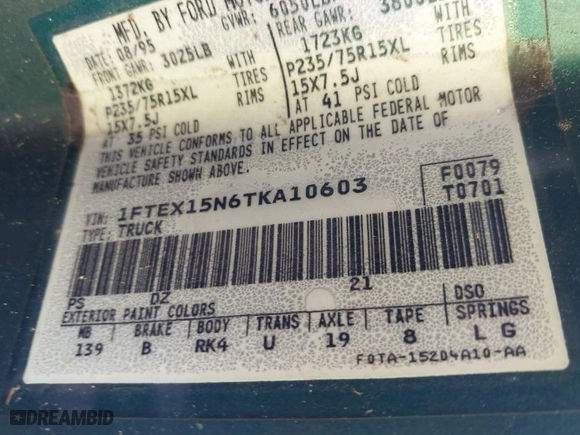 MFD. BY FORD MOTO
DATE: 08/95 GVWR: 6050LB
FRONT GAWR: 3025LB REAR GAWR: 3800L
1372KG WITH 1723KG WITH
P235/75R15XL TIRES P235/75R15XL TIRES
15X7.5J RIMS 15X7.5J RIMS
AT 35 PSI COLD AT 41 PSI COLD
THIS VEHICLE CONFORMS TO ALL APPLICABLE FEDERAL MOTOR
VEHICLE SAFETY STANDARDS IN EFFECT ON THE DATE OF
MANUFACTURE SHOWN ABOVE.
VIN: 1FTEX15N6TKA10603 F0079
TYPE: TRUCK T0701
PS DZ 21
EXTERIOR PAINT COLORS DSO
WB BRAKE BODY TRANS AXLE TAPE SPRINGS
139 B RK4 U 19 8 L G
F0TA-15204A10-AA
DREAMBID